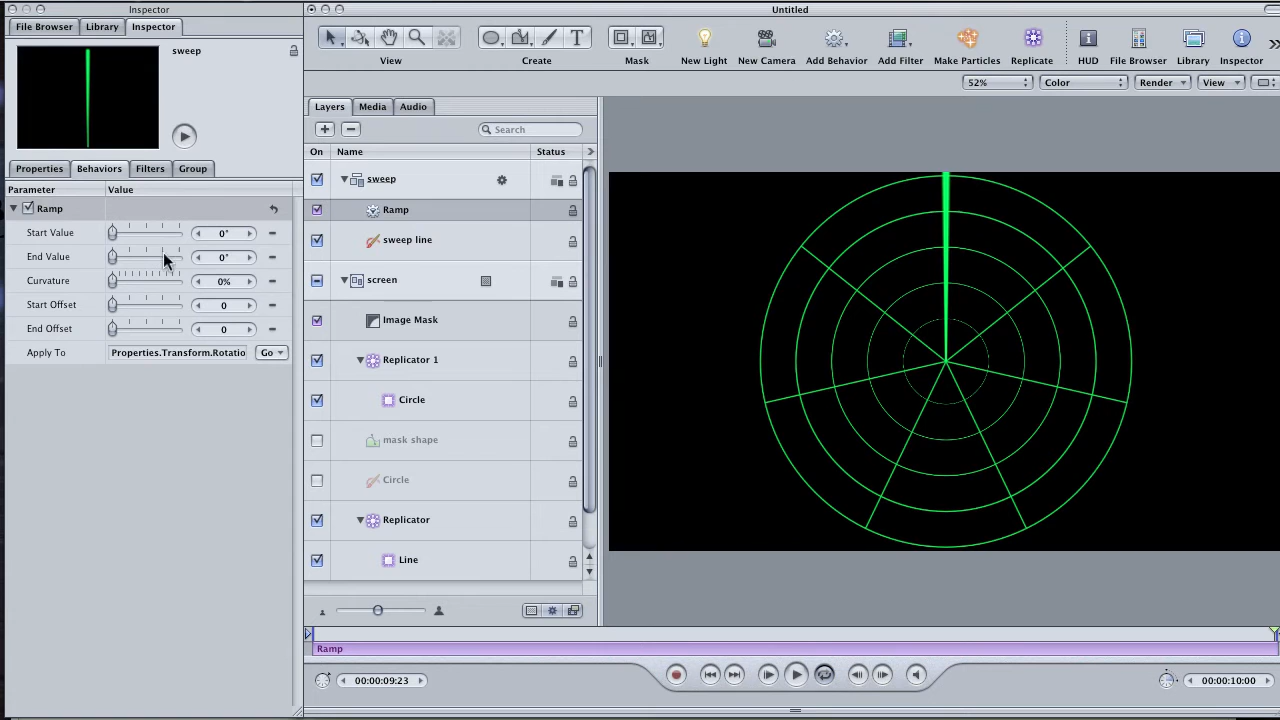 Inspector
Untitled
File Browser Library Inspector
sweep
View
Create
Mask
New Light New Camera Add Behavior Add Filter Make Particles Replicate HUD File Browser Library Inspector
52% Color Render View
Layers Media Audio
Search
On Name Status
Properties Behaviors Filters Group
Parameter Value
Ramp
Start Value 0°
End Value 0°
Curvature 0%
Start Offset 0
End Offset 0
Apply To Properties.Transform.Rotatio Go
sweep
Ramp
sweep line
screen
Image Mask
Replicator 1
Circle
mask shape
Circle
Replicator
Line
Ramp
00:00:09:23
00:00:10:00